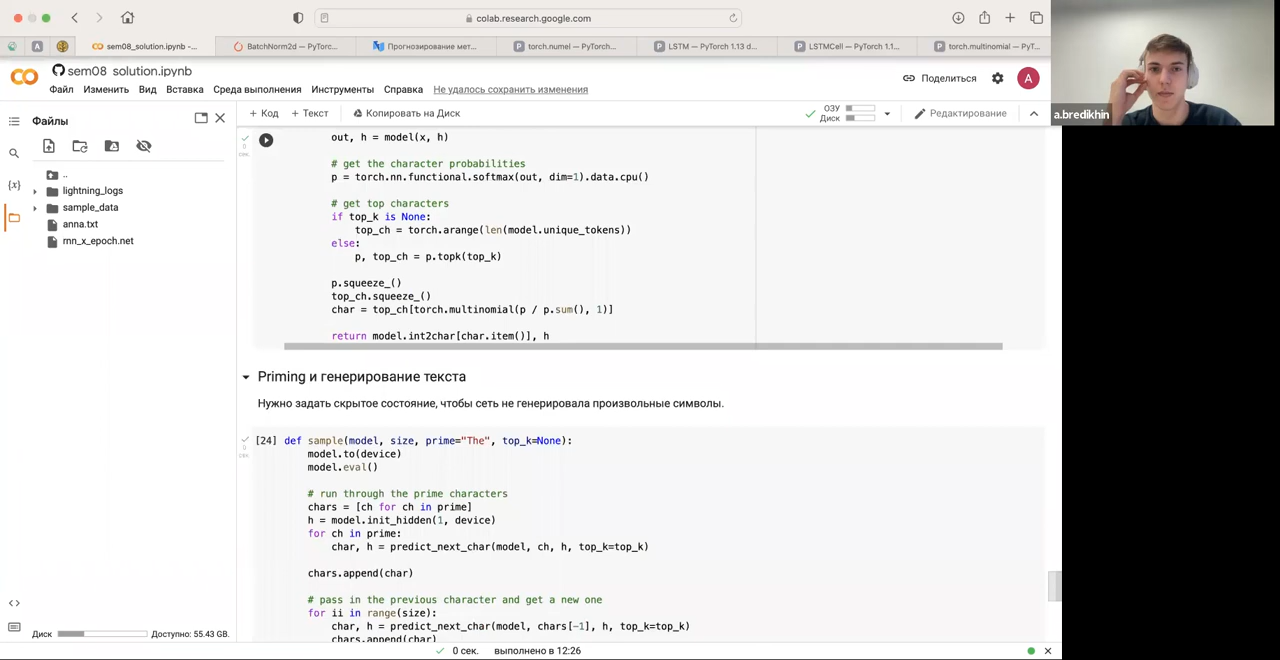 colab.research.google.com
sem08_solution.ipynb -...
BatchNorm2d — PyTorc...
Прогнозирование мет...
torch.numel — PyTorch...
LSTM — PyTorch 1.13 d...
LSTMCell — PyTorch 1.1...
torch.multinomial — PyT...
sem08_solution.ipynb
Файл Изменить Вид Вставка Среда выполнения Инструменты Справка Не удалось сохранить изменения
Поделиться
A
a.bredikhin
Файлы
+ Код + Текст Копировать на Диск
ОЗУ
Диск
Редактирование
..
lightning_logs
sample_data
anna.txt
rnn_x_epoch.net
out, h = model(x, h)
# get the character probabilities
p = torch.nn.functional.softmax(out, dim=1).data.cpu()
# get top characters
if top_k is None:
top_ch = torch.arange(len(model.unique_tokens))
else:
p, top_ch = p.topk(top_k)
p.squeeze_()
top_ch.squeeze_()
char = top_ch[torch.multinomial(p / p.sum(), 1)]
return model.int2char[char.item()], h
0
сек.
Priming и генерирование текста
Нужно задать скрытое состояние, чтобы сеть не генерировала произвольные символы.
0
сек.
[24] def sample(model, size, prime="The", top_k=None):
model.to(device)
model.eval()
# run through the prime characters
chars = [ch for ch in prime]
h = model.init_hidden(1, device)
for ch in prime:
char, h = predict_next_char(model, ch, h, top_k=top_k)
chars.append(char)
# pass in the previous character and get a new one
for ii in range(size):
char, h = predict_next_char(model, chars[-1], h, top_k=top_k)
chars.append(char)
Диск Доступно: 55.43 GB.
0 сек. выполнено в 12:26